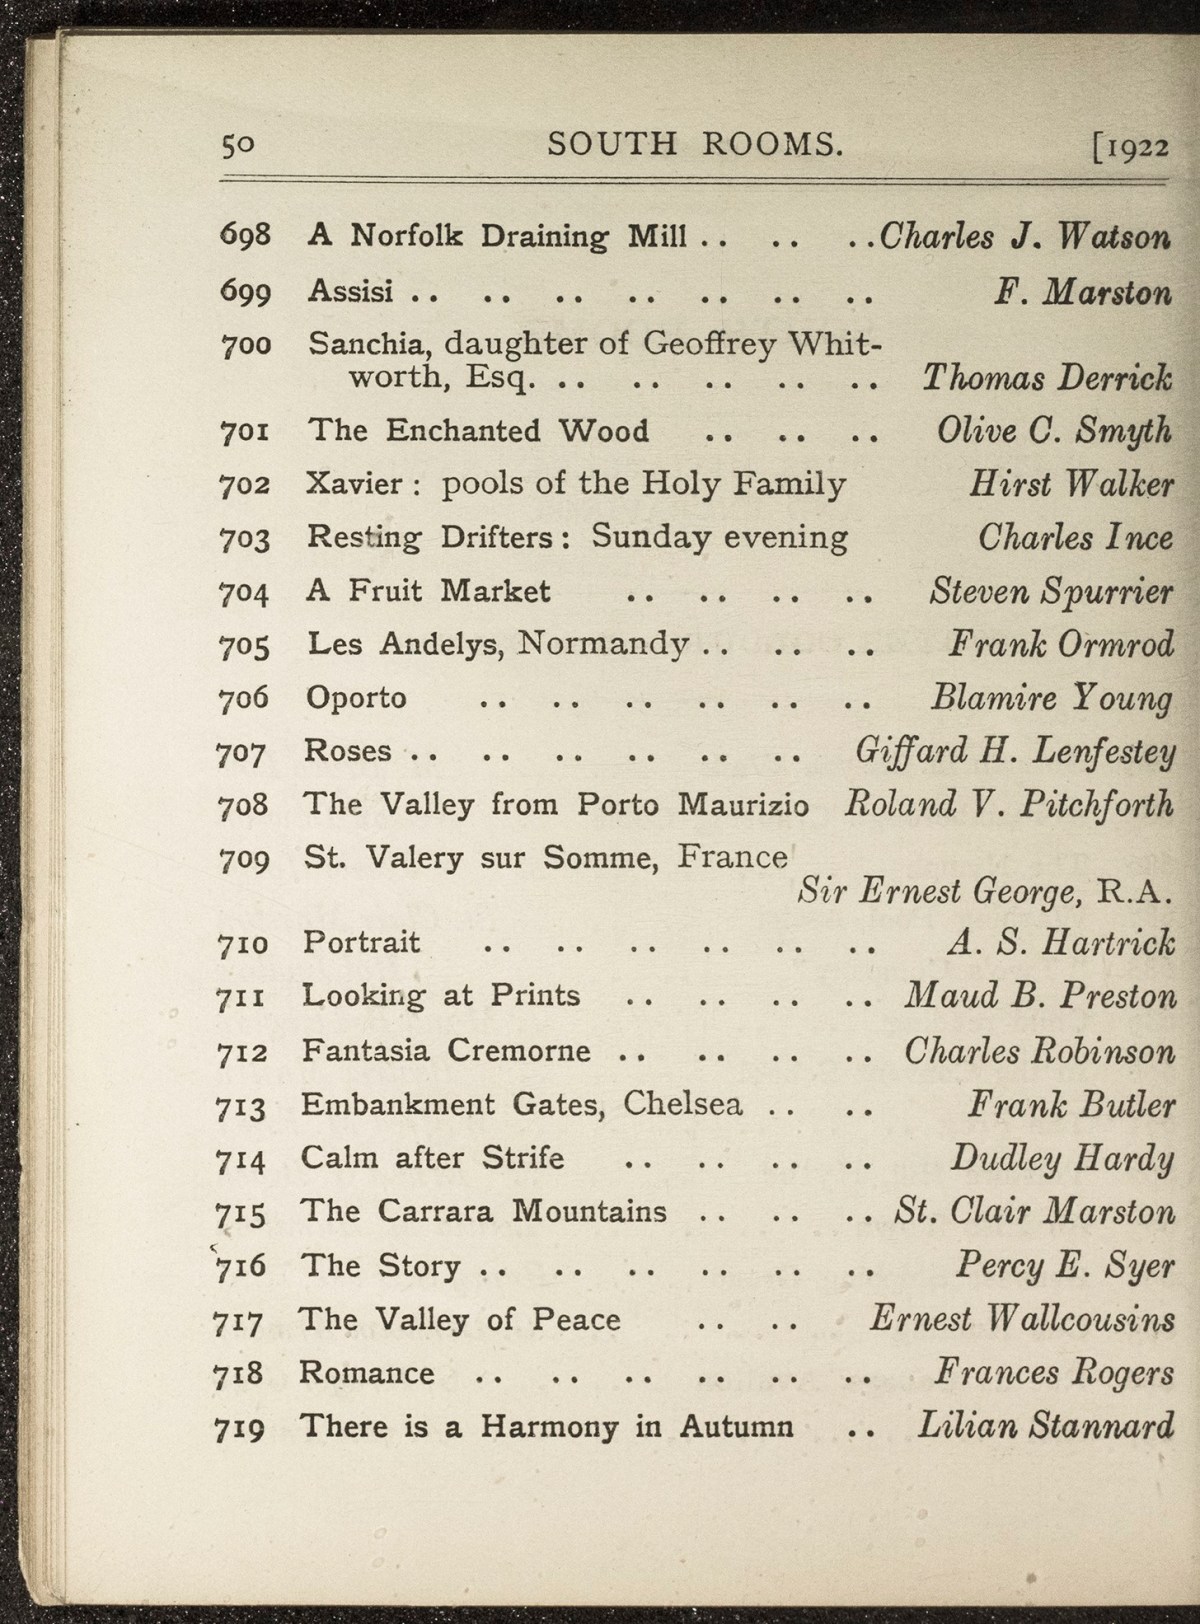 50 SOUTH ROOMS. [1922
698 A Norfolk Draining Mill .. .. .. Charles J. Watson
699 Assisi .. .. .. .. .. .. .. F. Marston
700 Sanchia, daughter of Geoffrey Whit-
worth, Esq. .. .. .. .. .. Thomas Derrick
701 The Enchanted Wood .. .. .. Olive C. Smyth
702 Xavier : pools of the Holy Family Hirst Walker
703 Resting Drifters : Sunday evening Charles Ince
704 A Fruit Market .. .. .. .. Steven Spurrier
705 Les Andelys, Normandy .. .. .. Frank Ormrod
706 Oporto .. .. .. .. .. .. Blamire Young
707 Roses .. .. .. .. .. .. Giffard H. Lenfestey
708 The Valley from Porto Maurizio Roland V. Pitchforth
709 St. Valery sur Somme, France
Sir Ernest George, R.A.
710 Portrait .. .. .. .. .. .. A. S. Hartrick
711 Looking at Prints .. .. .. .. Maud B. Preston
712 Fantasia Cremorne .. .. .. .. Charles Robinson
713 Embankment Gates, Chelsea .. .. Frank Butler
714 Calm after Strife .. .. .. .. Dudley Hardy
715 The Carrara Mountains .. .. .. St. Clair Marston
716 The Story .. .. .. .. .. .. Percy E. Syer
717 The Valley of Peace .. .. Ernest Wallcousins
718 Romance .. .. .. .. .. .. Frances Rogers
719 There is a Harmony in Autumn .. Lilian Stannard